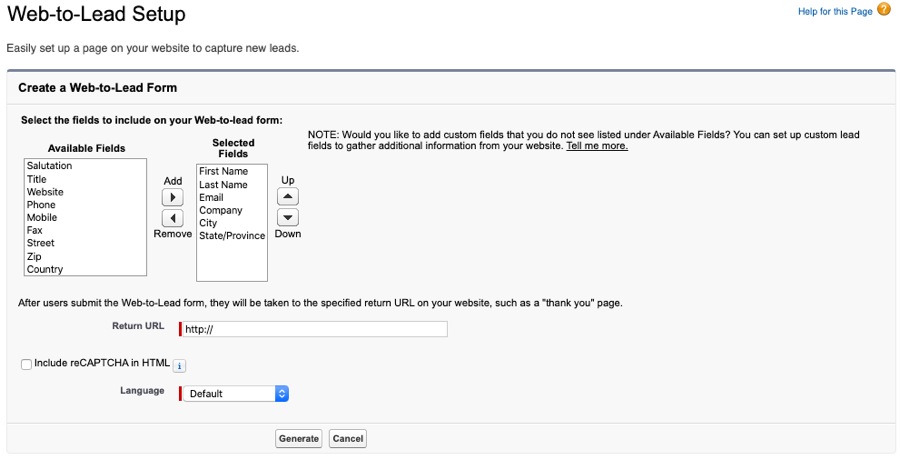 Web-to-Lead Setup
Help for this Page ?
Easily set up a page on your website to capture new leads.
Create a Web-to-Lead Form
Select the fields to include on your Web-to-lead form:
NOTE: Would you like to add custom fields that you do not see listed under Available Fields? You can set up custom lead
fields to gather additional information from your website. Tell me more.
Available Fields
Salutation
Title
Website
Phone
Mobile
Fax
Street
Zip
Country
Add
Remove
Selected
Fields
First Name
Last Name
Email
Company
City
State/Province
Up
Down
After users submit the Web-to-Lead form, they will be taken to the specified return URL on your website, such as a "thank you" page.
Return URL
http://
Include reCAPTCHA in HTML i
Language
Default
Generate
Cancel